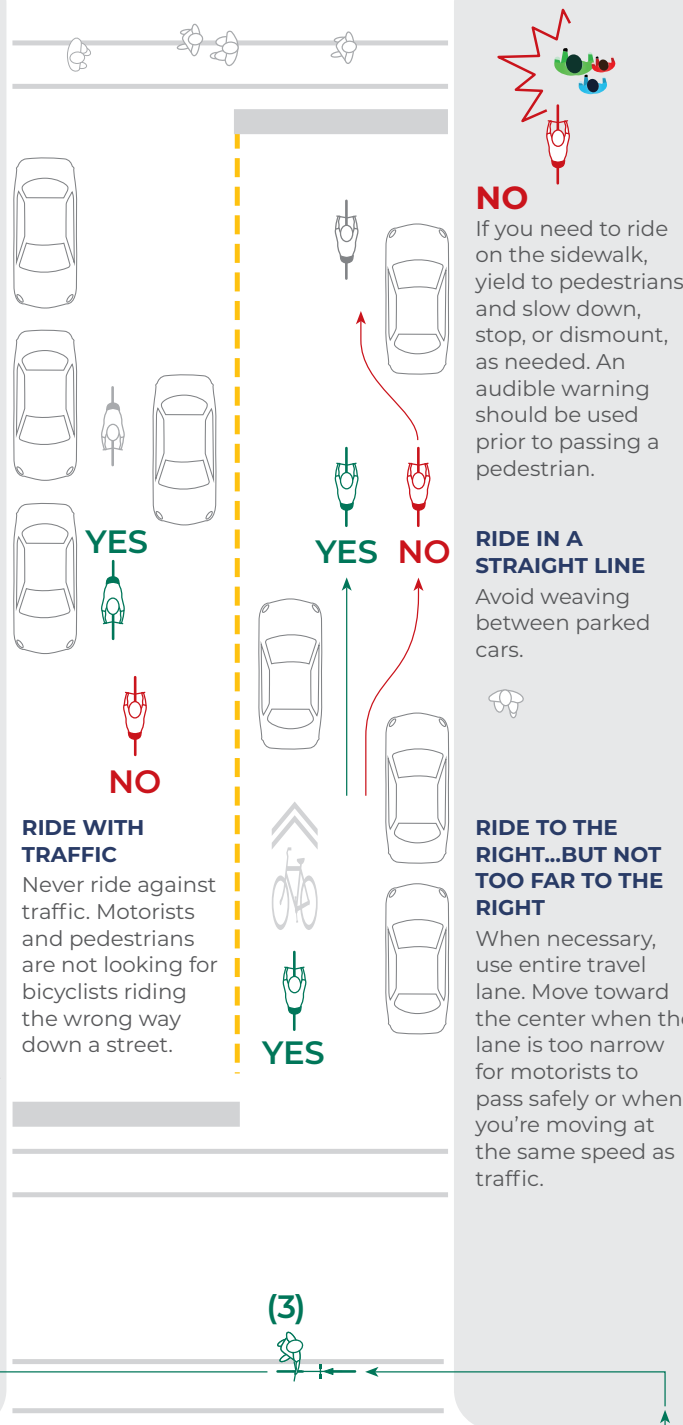 NO
If you need to ride
on the sidewalk,
yield to pedestrians
and slow down,
stop, or dismount,
as needed. An
audible warning
should be used
prior to passing a
pedestrian.
YES
YES
NO
RIDE IN A
STRAIGHT LINE
Avoid weaving
between parked
cars.
NO
RIDE WITH
TRAFFIC
Never ride against
traffic. Motorists
and pedestrians
are not looking for
bicyclists riding
the wrong way
down a street.
YES
RIDE TO THE
RIGHT...BUT NOT
TOO FAR TO THE
RIGHT
When necessary,
use entire travel
lane. Move toward
the center when the
lane is too narrow
for motorists to
pass safely or when
you’re moving at
the same speed as
traffic.
(3)